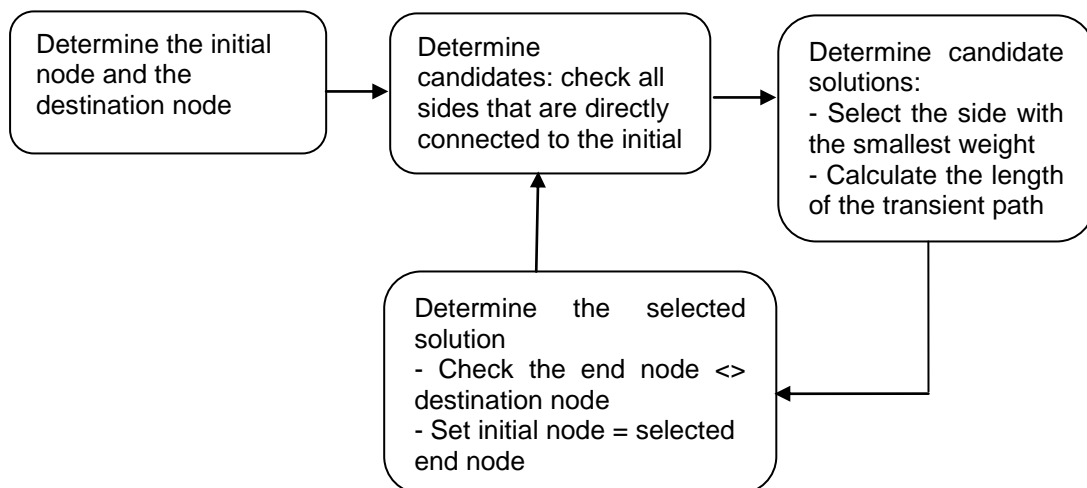 Determine the initial
node and the
destination node
Determine
candidates: check all
sides that are directly
connected to the initial
Determine candidate
solutions:
- Select the side with
the smallest weight
- Calculate the length
of the transient path
Determine the selected
solution
- Check the end node <>
destination node
- Set initial node = selected
end node